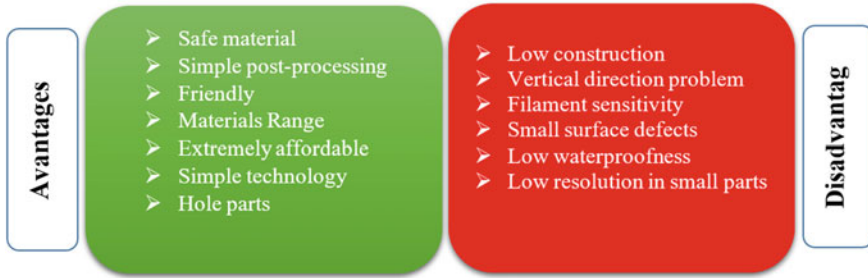 Avantages
➢ Safe material
➢ Simple post-processing
➢ Friendly
➢ Materials Range
➢ Extremely affordable
➢ Simple technology
➢ Hole parts
➢ Low construction
➢ Vertical direction problem
➢ Filament sensitivity
➢ Small surface defects
➢ Low waterproofness
➢ Low resolution in small parts
Disadvantag